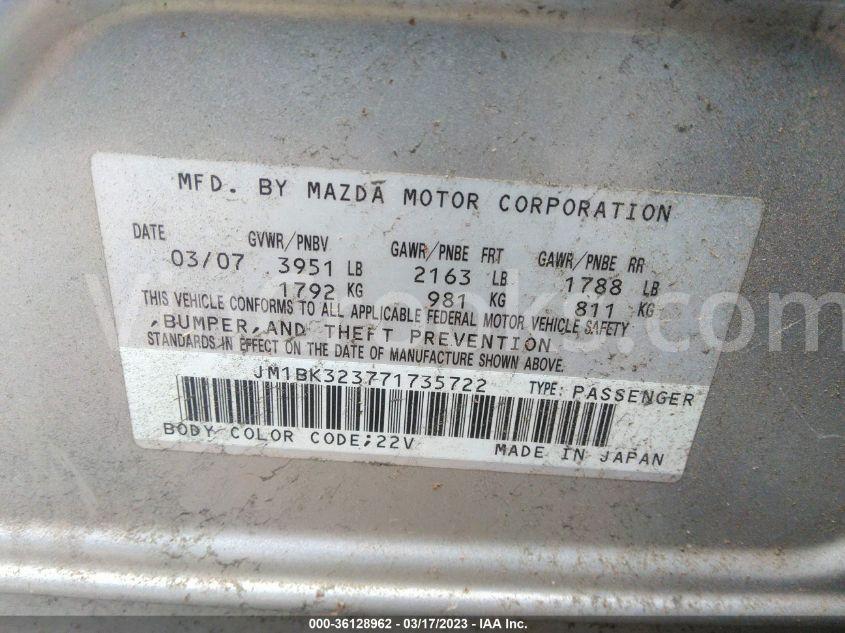 MFD. BY MAZDA MOTOR CORPORATION
DATE GVWR/PNBV GAWR/PNBE FRT GAWR/PNBE RR
03/07 3951 LB 2163 LB 1788 LB
1792 KG 981 KG 811 KG
THIS VEHICLE CONFORMS TO ALL APPLICABLE FEDERAL MOTOR VEHICLE SAFETY
,BUMPER,AND THEFT PREVENTION
STANDARDS IN EFFECT ON THE DATE OF MANUFACTURE SHOWN ABOVE.
JM1BK323771735722 TYPE: PASSENGER
BODY COLOR CODE;22V MADE IN JAPAN
000-36128962 - 03/17/2023 - IAA Inc.